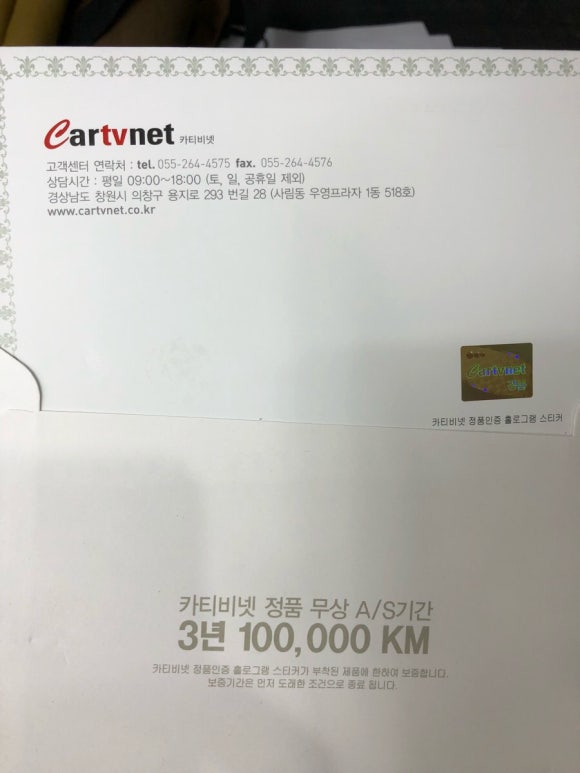 Cartvnet 카티비넷
고객센터 연락처 : tel. 055-264-4575 fax. 055-264-4576
상담시간 : 평일 09:00~18:00 (토, 일, 공휴일 제외)
경상남도 창원시 의창구 용지로 293 번길 28 (사림동 우영프라자 1동 518호)
www.cartvnet.co.kr
Cartvnet
정품
카티비넷 정품인증 홀로그램 스티커
카티비넷 정품 무상 A/S기간
3년 100,000 KM
카티비넷 정품인증 홀로그램 스티커가 부착된 제품에 한하여 보증합니다.
보증기간은 먼저 도래한 조건으로 종료 됩니다.